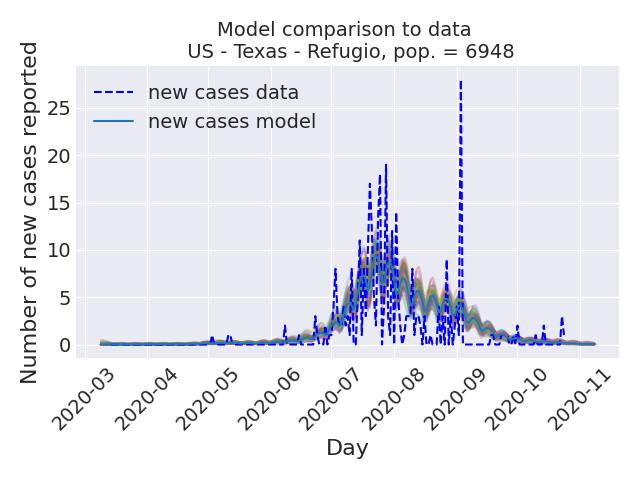 Model comparison to data
US - Texas - Refugio, pop. = 6948
Number of new cases reported
25
20
15
10
5
0
new cases data
new cases model
2020-03
2020-04
2020-05
2020-06
2020-07
2020-08
2020-09
2020-10
2020-11
Day